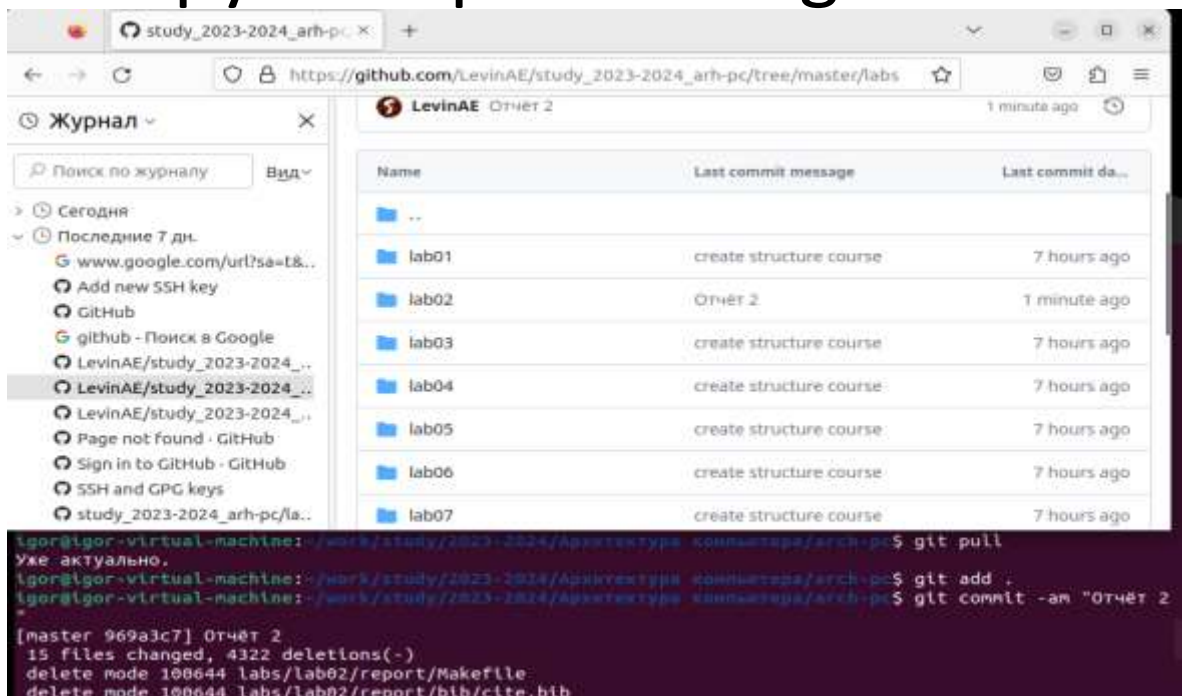 study_2023-2024_arh-pc
https://github.com/LevinAE/study_2023-2024_arh-pc/tree/master/labs
Журнал
LevinAE Отчёт 2
1 minute ago
Поиск по журналу
Вид
Name Last commit message Last commit da...
Сегодня
..
Последние 7 дн.
www.google.com/url?sa=t&..
lab01 create structure course 7 hours ago
Add new SSH key
GitHub
lab02 Отчёт 2 1 minute ago
github - Поиск в Google
lab03 create structure course 7 hours ago
LevinAE/study_2023-2024_..
LevinAE/study_2023-2024_..
lab04 create structure course 7 hours ago
LevinAE/study_2023-2024_..
lab05 create structure course 7 hours ago
Page not found · GitHub
Sign in to GitHub · GitHub
lab06 create structure course 7 hours ago
SSH and GPG keys
study_2023-2024_arh-pc/la..
lab07 create structure course 7 hours ago
igor@igor-virtual-machine:~/work/study/2023-2024/Архитектура компьютера/arch-pc$ git pull
Уже актуально.
igor@igor-virtual-machine:~/work/study/2023-2024/Архитектура компьютера/arch-pc$ git add .
igor@igor-virtual-machine:~/work/study/2023-2024/Архитектура компьютера/arch-pc$ git commit -am "Отчёт 2
"
[master 969a3c7] Отчёт 2
15 files changed, 4322 deletions(-)
delete mode 100644 labs/lab02/report/Makefile
delete mode 100644 labs/lab02/report/bib/cite.bib